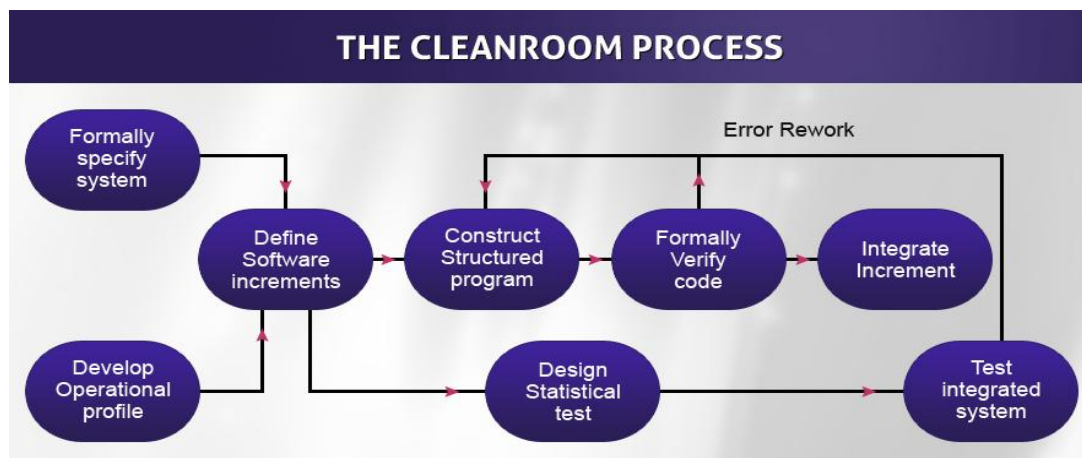 THE CLEANROOM PROCESS
Error Rework
Formally
specify
system
Define
Software
increments
Construct
Structured
program
Formally
Verify
code
Integrate
Increment
Develop
Operational
profile
Design
Statistical
test
Test
integrated
system